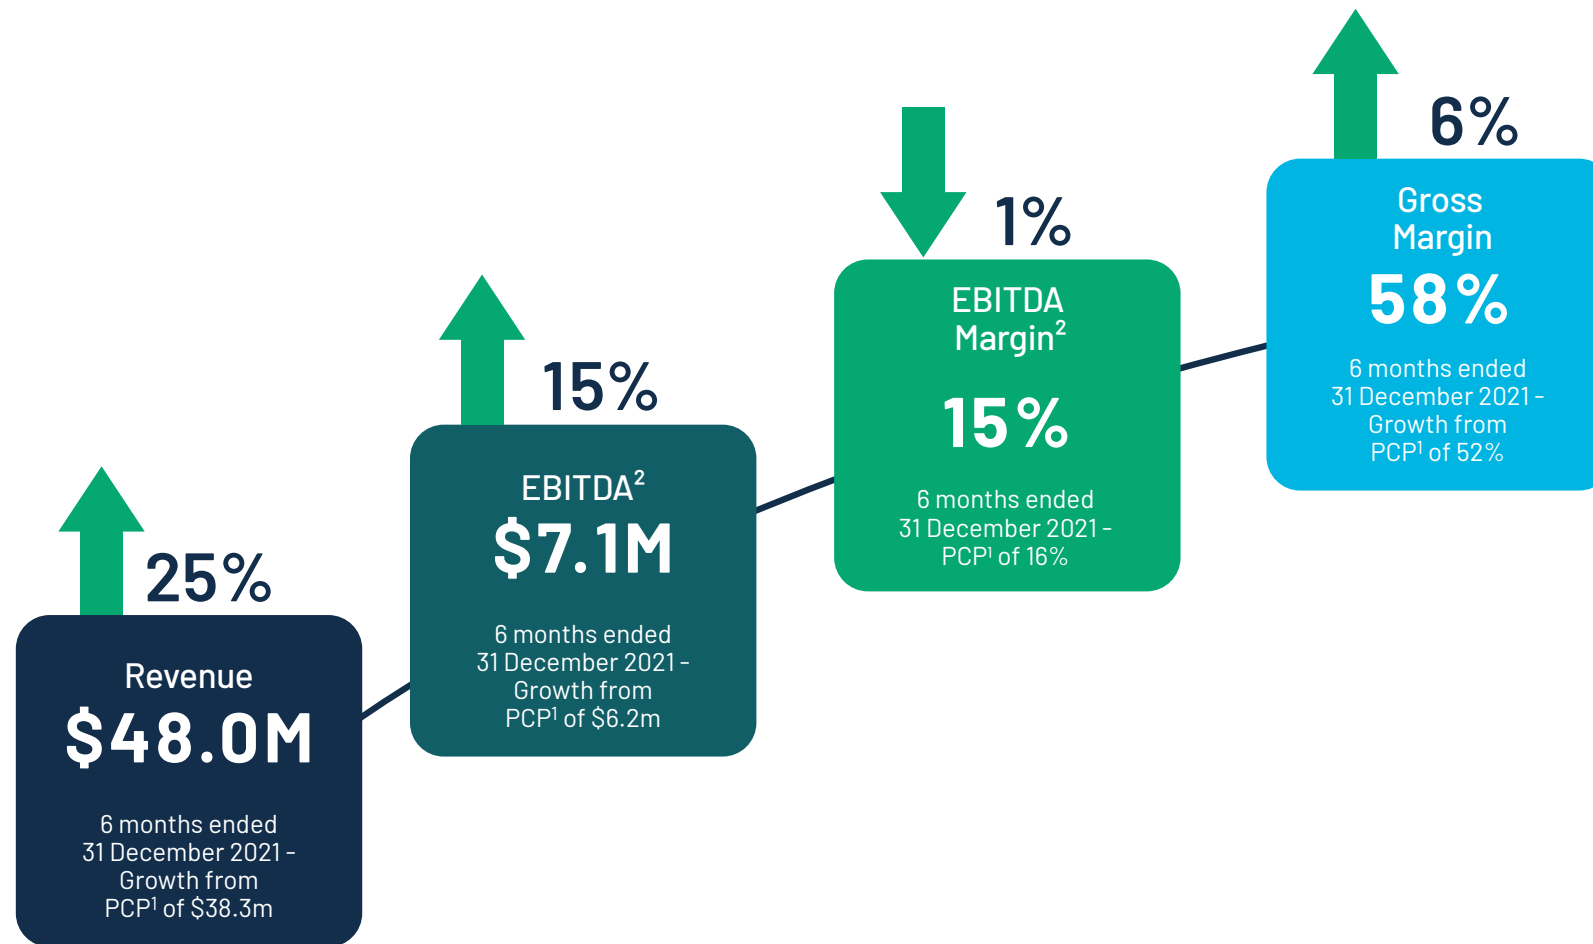 25%
Revenue
$48.0M
6 months ended
31 December 2021 -
Growth from
PCP¹ of $38.3m
15%
EBITDA²
$7.1M
6 months ended
31 December 2021 -
Growth from
PCP¹ of $6.2m
1%
EBITDA
Margin²
15%
6 months ended
31 December 2021 -
PCP¹ of 16%
6%
Gross
Margin
58%
6 months ended
31 December 2021 -
Growth from
PCP¹ of 52%